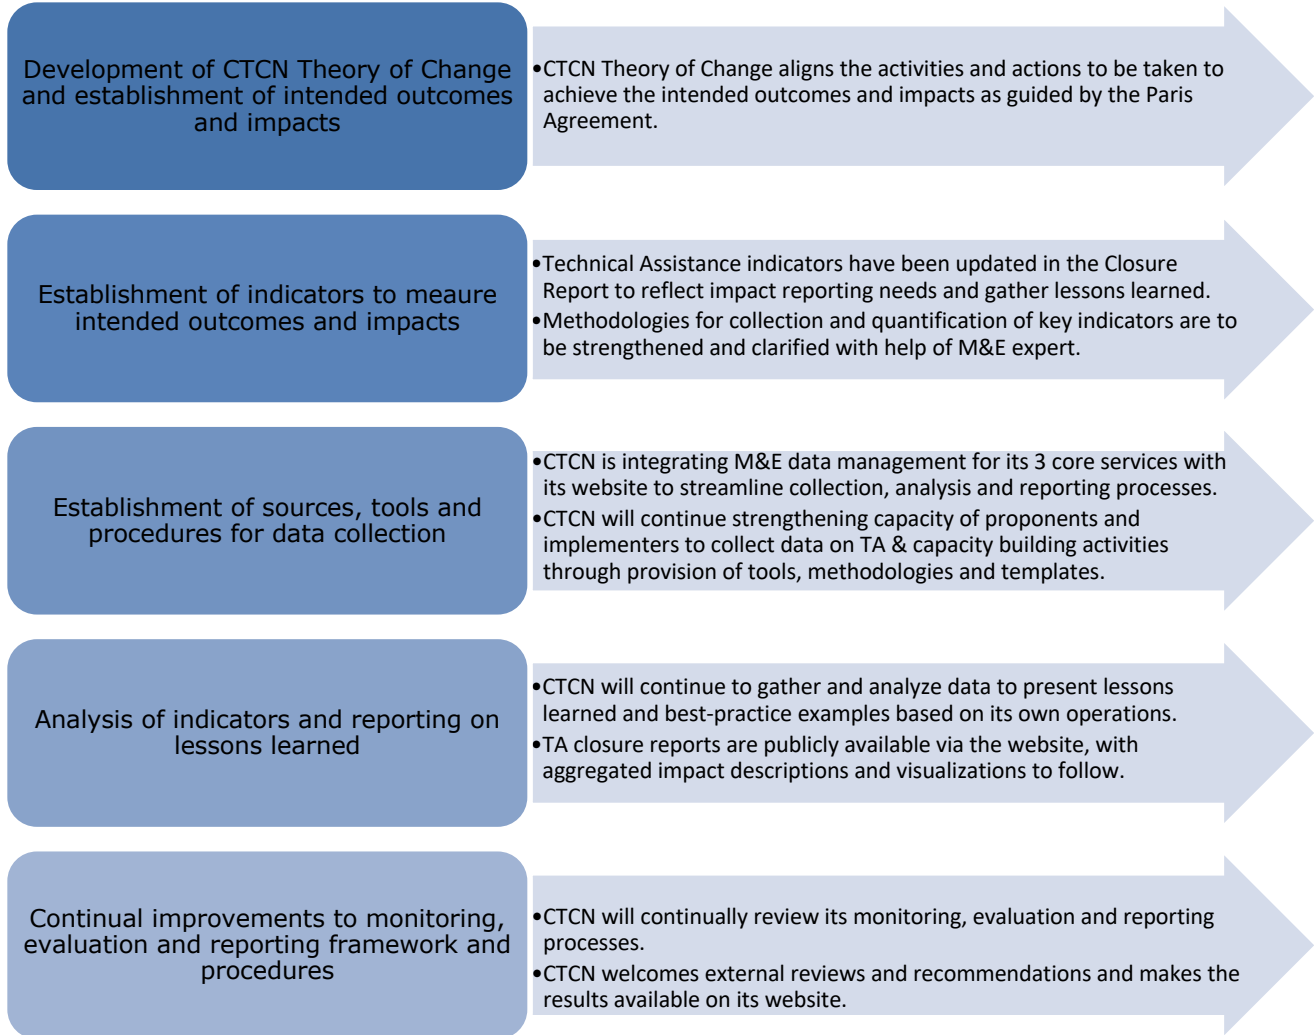 Development of CTCN Theory of Change
and establishment of intended outcomes
and impacts
•CTCN Theory of Change aligns the activities and actions to be taken to
achieve the intended outcomes and impacts as guided by the Paris
Agreement.
Establishment of indicators to meaure
intended outcomes and impacts
•Technical Assistance indicators have been updated in the Closure
Report to reflect impact reporting needs and gather lessons learned.
•Methodologies for collection and quantification of key indicators are to
be strengthened and clarified with help of M&E expert.
Establishment of sources, tools and
procedures for data collection
•CTCN is integrating M&E data management for its 3 core services with
its website to streamline collection, analysis and reporting processes.
•CTCN will continue strengthening capacity of proponents and
implementers to collect data on TA & capacity building activities
through provision of tools, methodologies and templates.
Analysis of indicators and reporting on
lessons learned
•CTCN will continue to gather and analyze data to present lessons
learned and best-practice examples based on its own operations.
•TA closure reports are publicly available via the website, with
aggregated impact descriptions and visualizations to follow.
Continual improvements to monitoring,
evaluation and reporting framework and
procedures
•CTCN will continually review its monitoring, evaluation and reporting
processes.
•CTCN welcomes external reviews and recommendations and makes the
results available on its website.